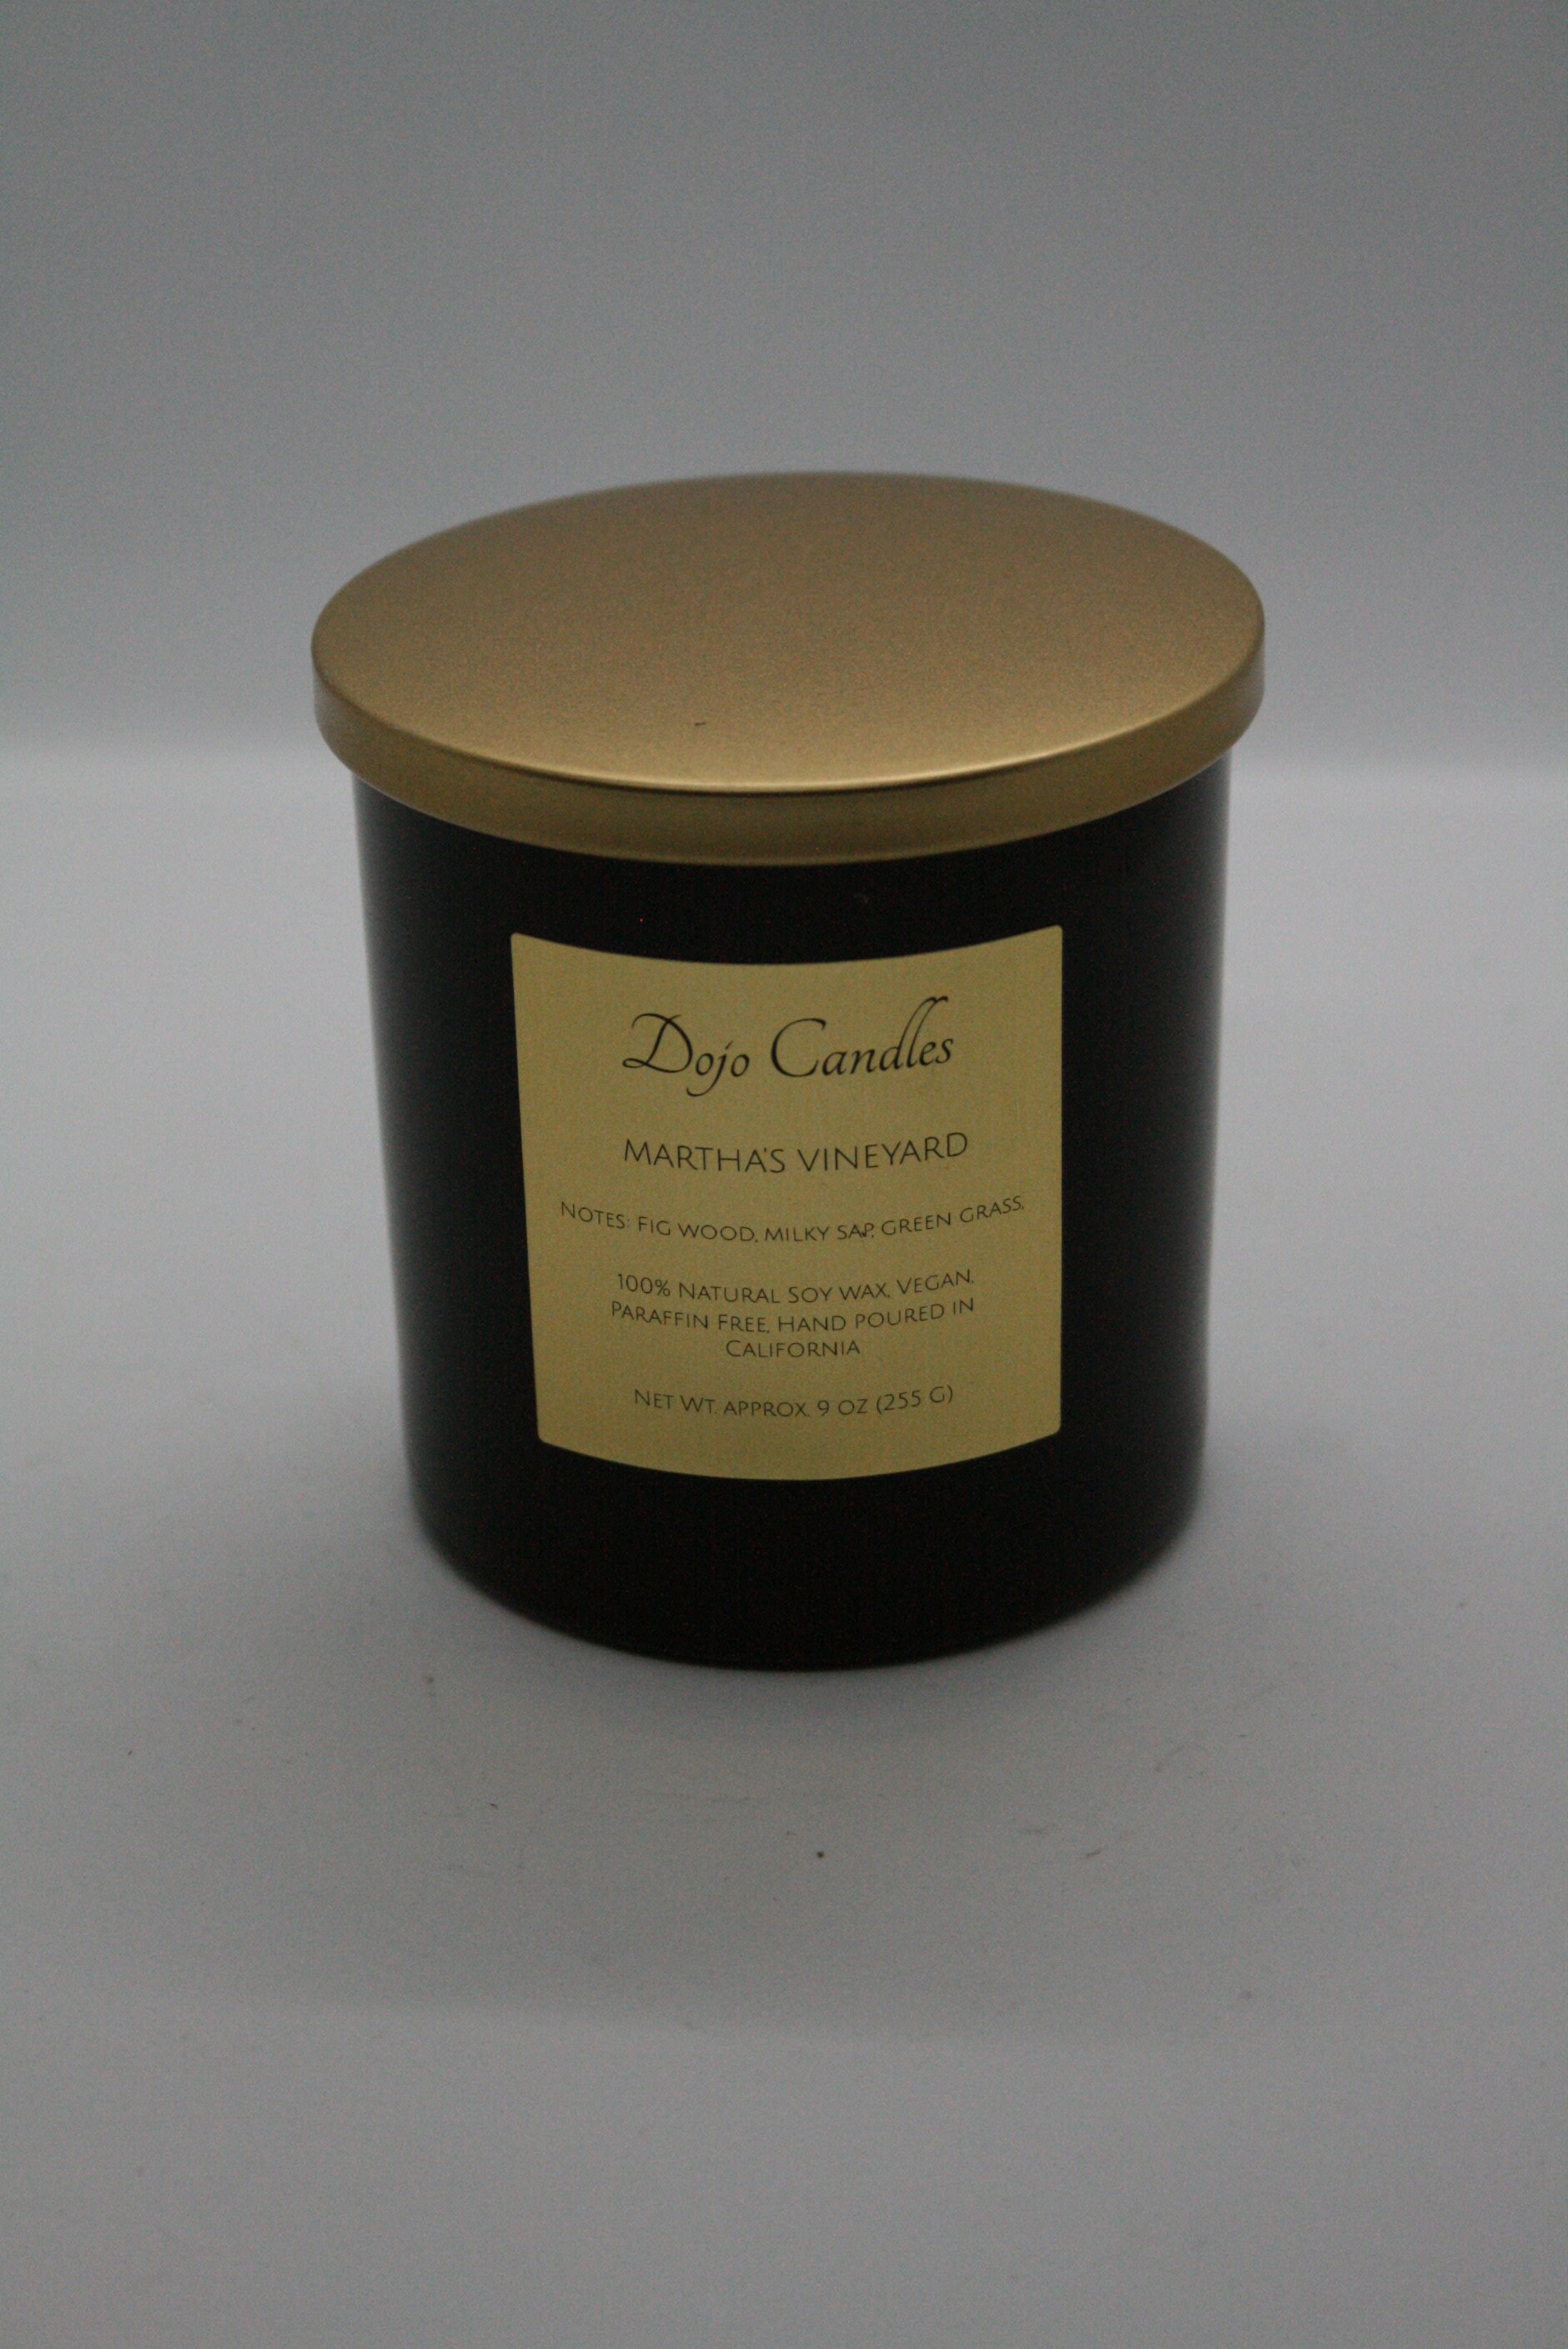 Dojo Candles
MARTHA'S VINEYARD
NOTES: FIG WOOD, MILKY SAP, GREEN GRASS,
100% NATURAL SOY WAX, VEGAN,
PARAFFIN FREE, HAND POURED IN
CALIFORNIA
NET WT. APPROX. 9 OZ (255 G)